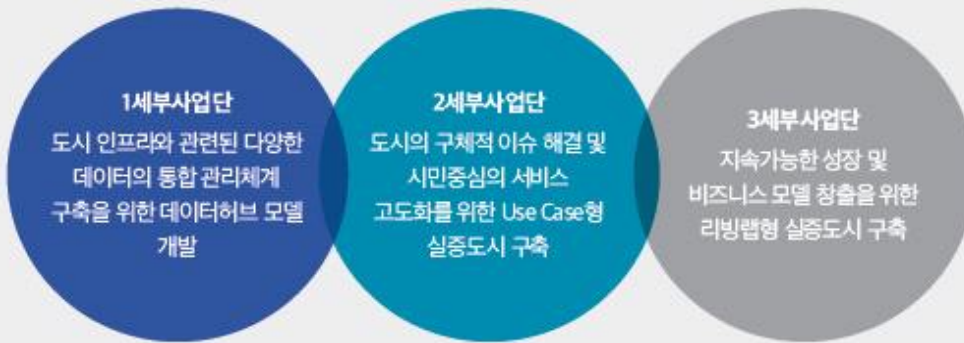 1세부사업단
도시 인프라와 관련된 다양한
데이터의 통합 관리체계
구축을 위한 데이터허브 모델
개발
2세부사업단
도시의 구체적 이슈 해결 및
시민중심의 서비스
고도화를 위한 Use Case형
실증도시 구축
3세부사업단
지속가능한 성장 및
비즈니스 모델 창출을 위한
리빙랩형 실증도시 구축